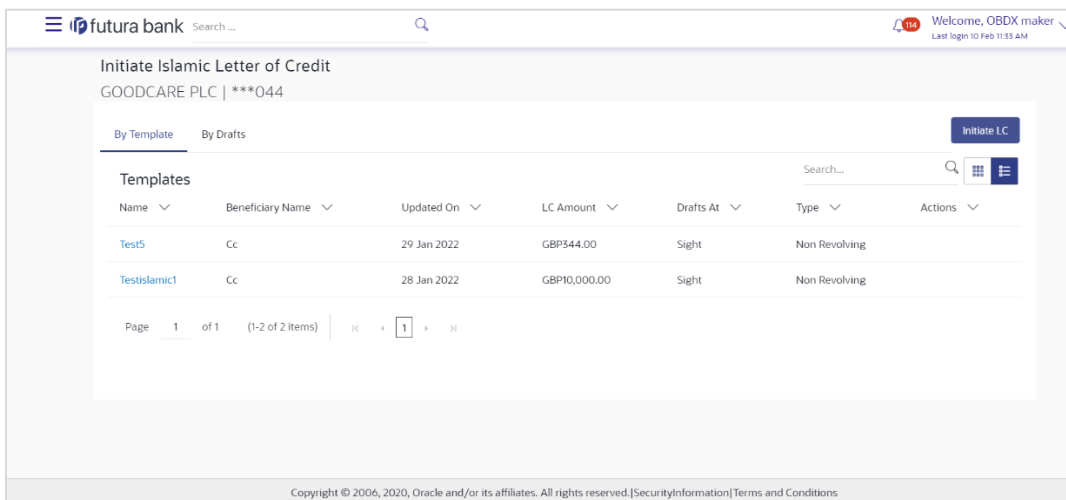 futura bank Search ... 114 Welcome, OBDX maker
Last login 10 Feb 11:33 AM
Initiate Islamic Letter of Credit
GOODCARE PLC | ***044
By Template By Drafts Initiate LC
Templates Search...
Name Beneficiary Name Updated On LC Amount Drafts At Type Actions
Test5 Cc 29 Jan 2022 GBP344.00 Sight Non Revolving
Testislamic1 Cc 28 Jan 2022 GBP10,000.00 Sight Non Revolving
Page 1 of 1 (1-2 of 2 items) 1
Copyright © 2006, 2020, Oracle and/or its affiliates. All rights reserved.|SecurityInformation|Terms and Conditions